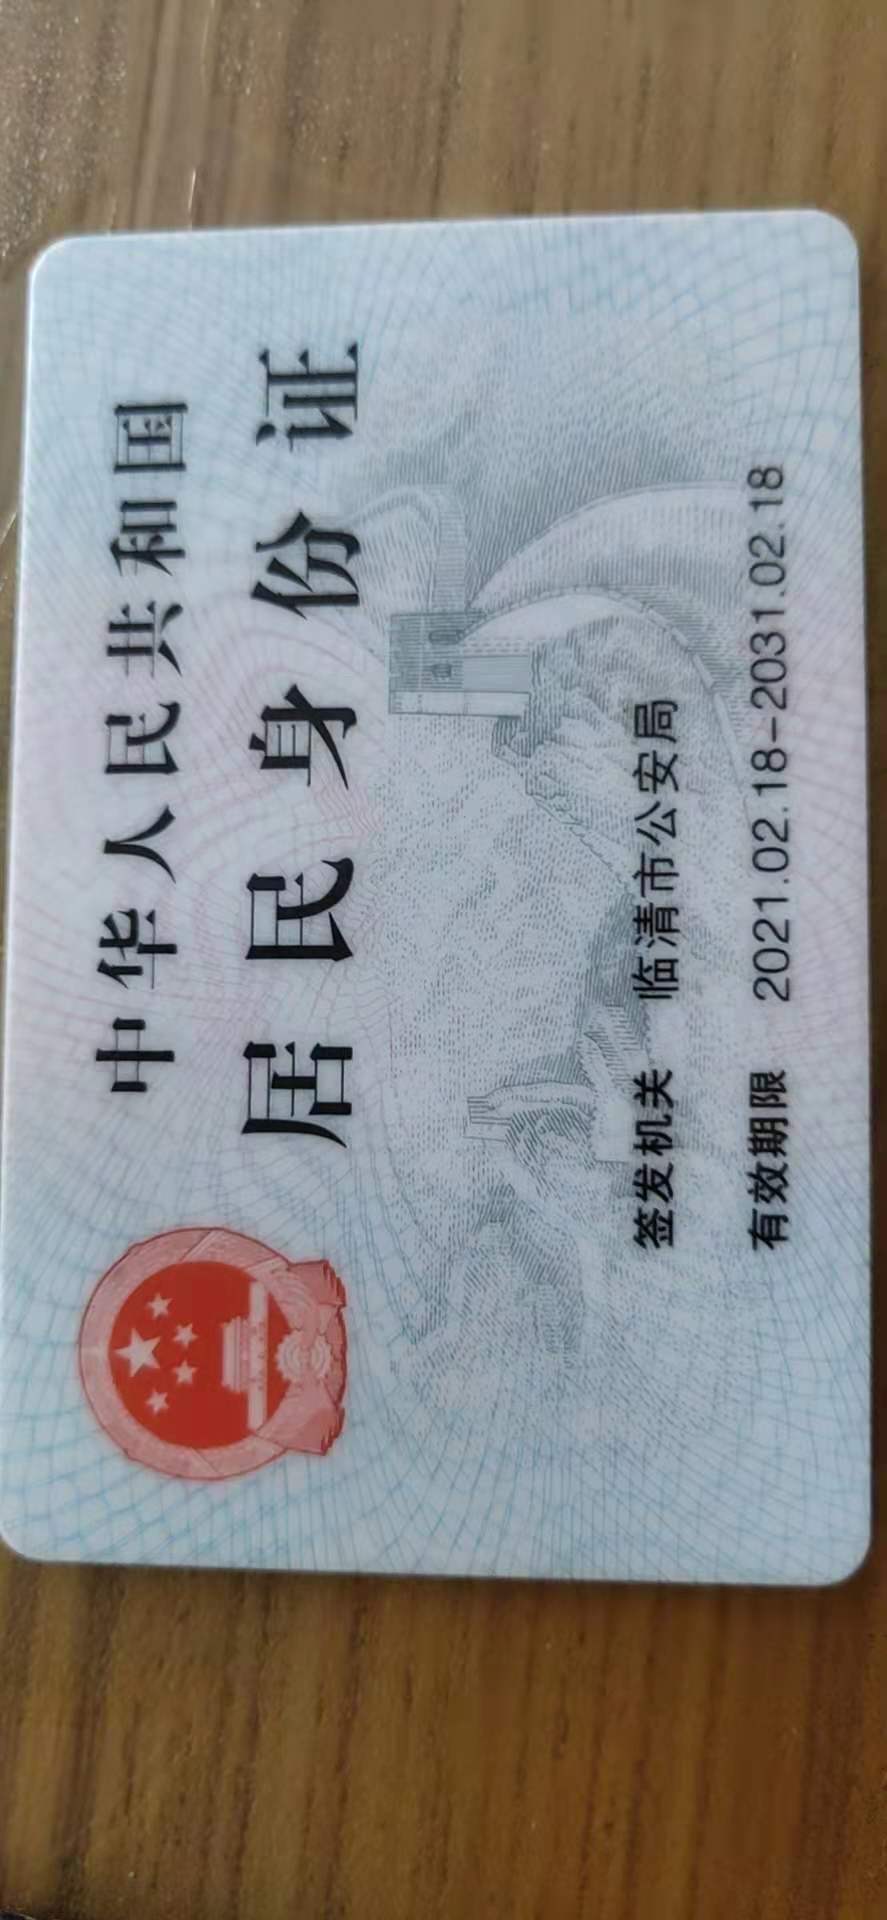 中华人民共和国
居民身份证
签发机关 临清市公安局
有效期限 2021.02.18-2031.02.18